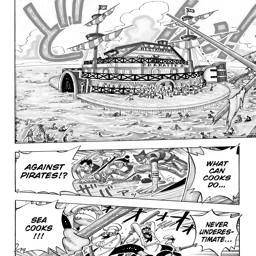 WHAT
CAN
COOKS
DO...
AGAINST
PIRATES!?
NEVER
UNDERES-
TIMATE...
SEA
COOKS
!!!